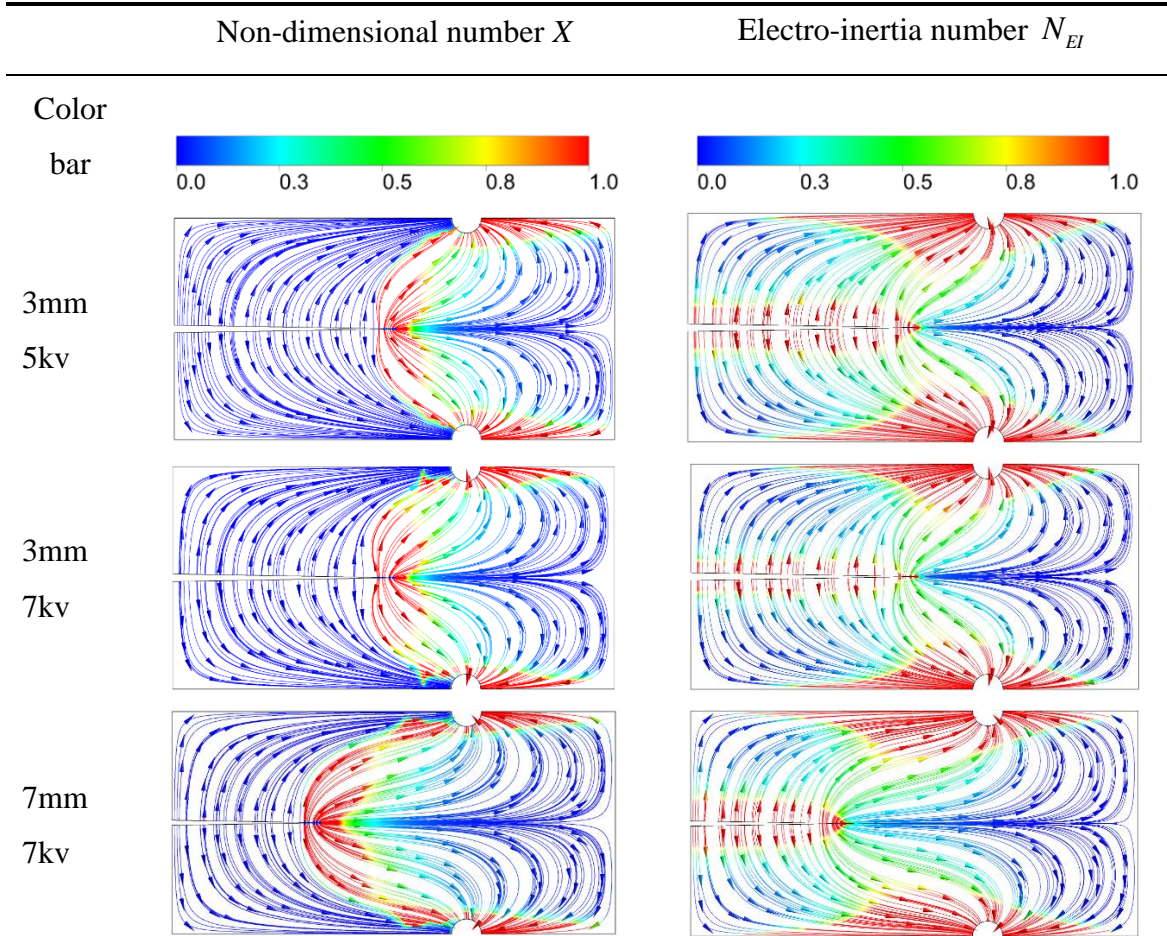 Non-dimensional number X Electro-inertia number N_EI
Color
bar
0.0 0.3 0.5 0.8 1.0 0.0 0.3 0.5 0.8 1.0
3mm
5kv
3mm
7kv
7mm
7kv